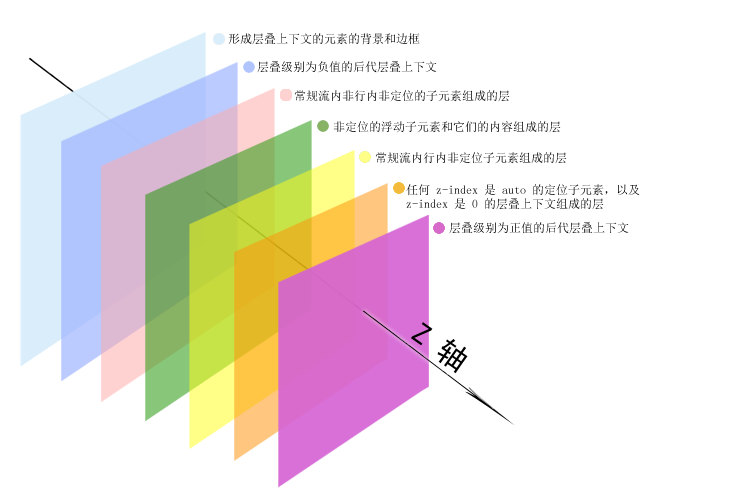 形成层叠上下文的元素的背景和边框
层叠级别为负值的后代层叠上下文
常规流内非行内非定位的子元素组成的层
非定位的浮动子元素和它们的内容组成的层
常规流内行内非定位子元素组成的层
任何 z-index 是 auto 的定位子元素，以及
z-index 是 0 的层叠上下文组成的层
层叠级别为正值的后代层叠上下文
Z 轴